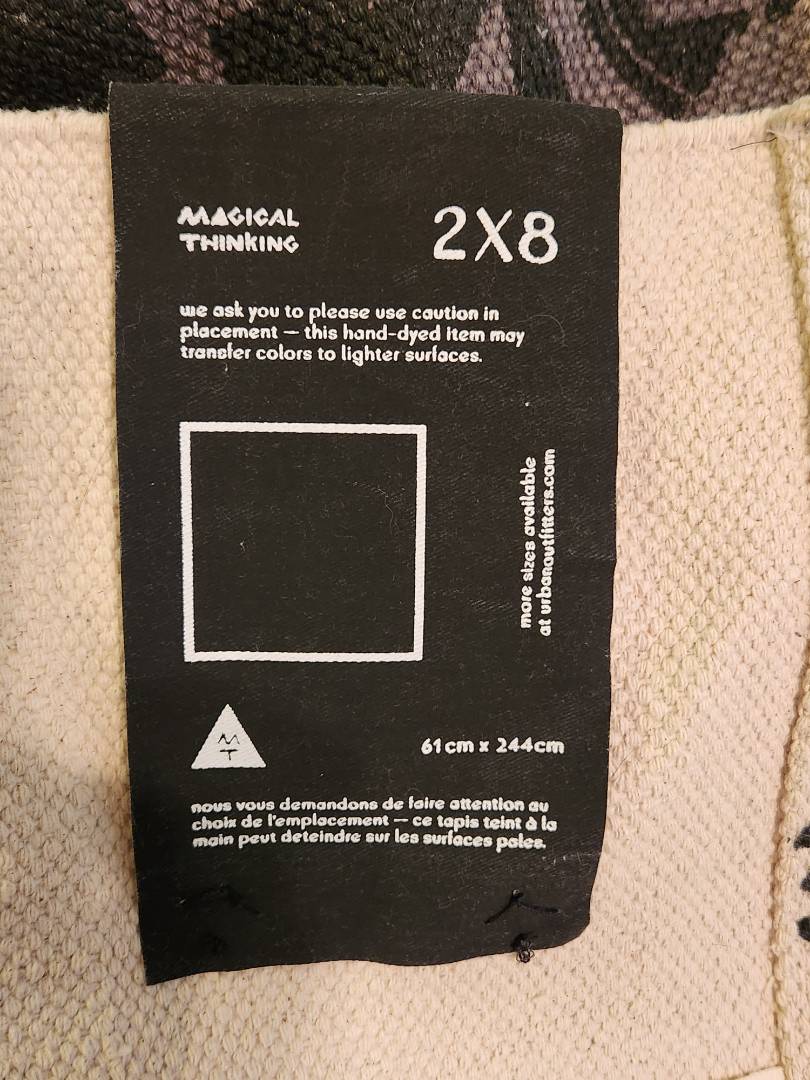 MAGICAL
THINKING
2X8
we ask you to please use caution in
placement — this hand-dyed item may
transfer colors to lighter surfaces.
more sizes available
at urbanoutfitters.com
M
T
61cm x 244cm
nous vous demandons de faire attention au
choix de l'emplacement — ce tapis teint à la
main peut deteindre sur les surfaces pales.